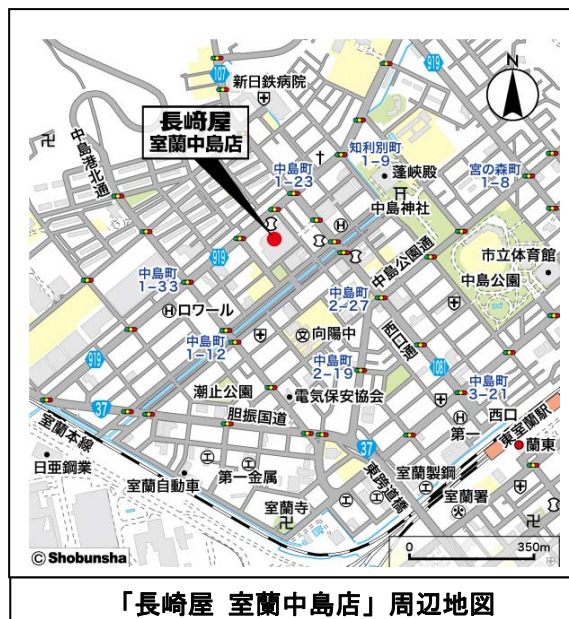 新日鉄病院
107
919
N
長﨑屋
室蘭中島店
中島港北通
中島町
1-23
知利別町
1-9
蓬峡殿
宮の森町
1-8
中島神社
中島公園通
市立体育館
中島公園
919
中島町
1-33
ロワール
中島町
2-27
中島町
1-12
向陽中
西口通
919
中島町
2-19
1081
潮止公園
電気保安協会
中島町
3-21
37
胆振国道
西口
第一
室蘭本線
37
東室蘭駅
蘭東
日亜鋼業
室蘭自動車
第一金属
東跨道橋
室蘭製鋼
室蘭寺
室蘭署
© Shobunsha
0 350m
「長﨑屋 室蘭中島店」周辺地図